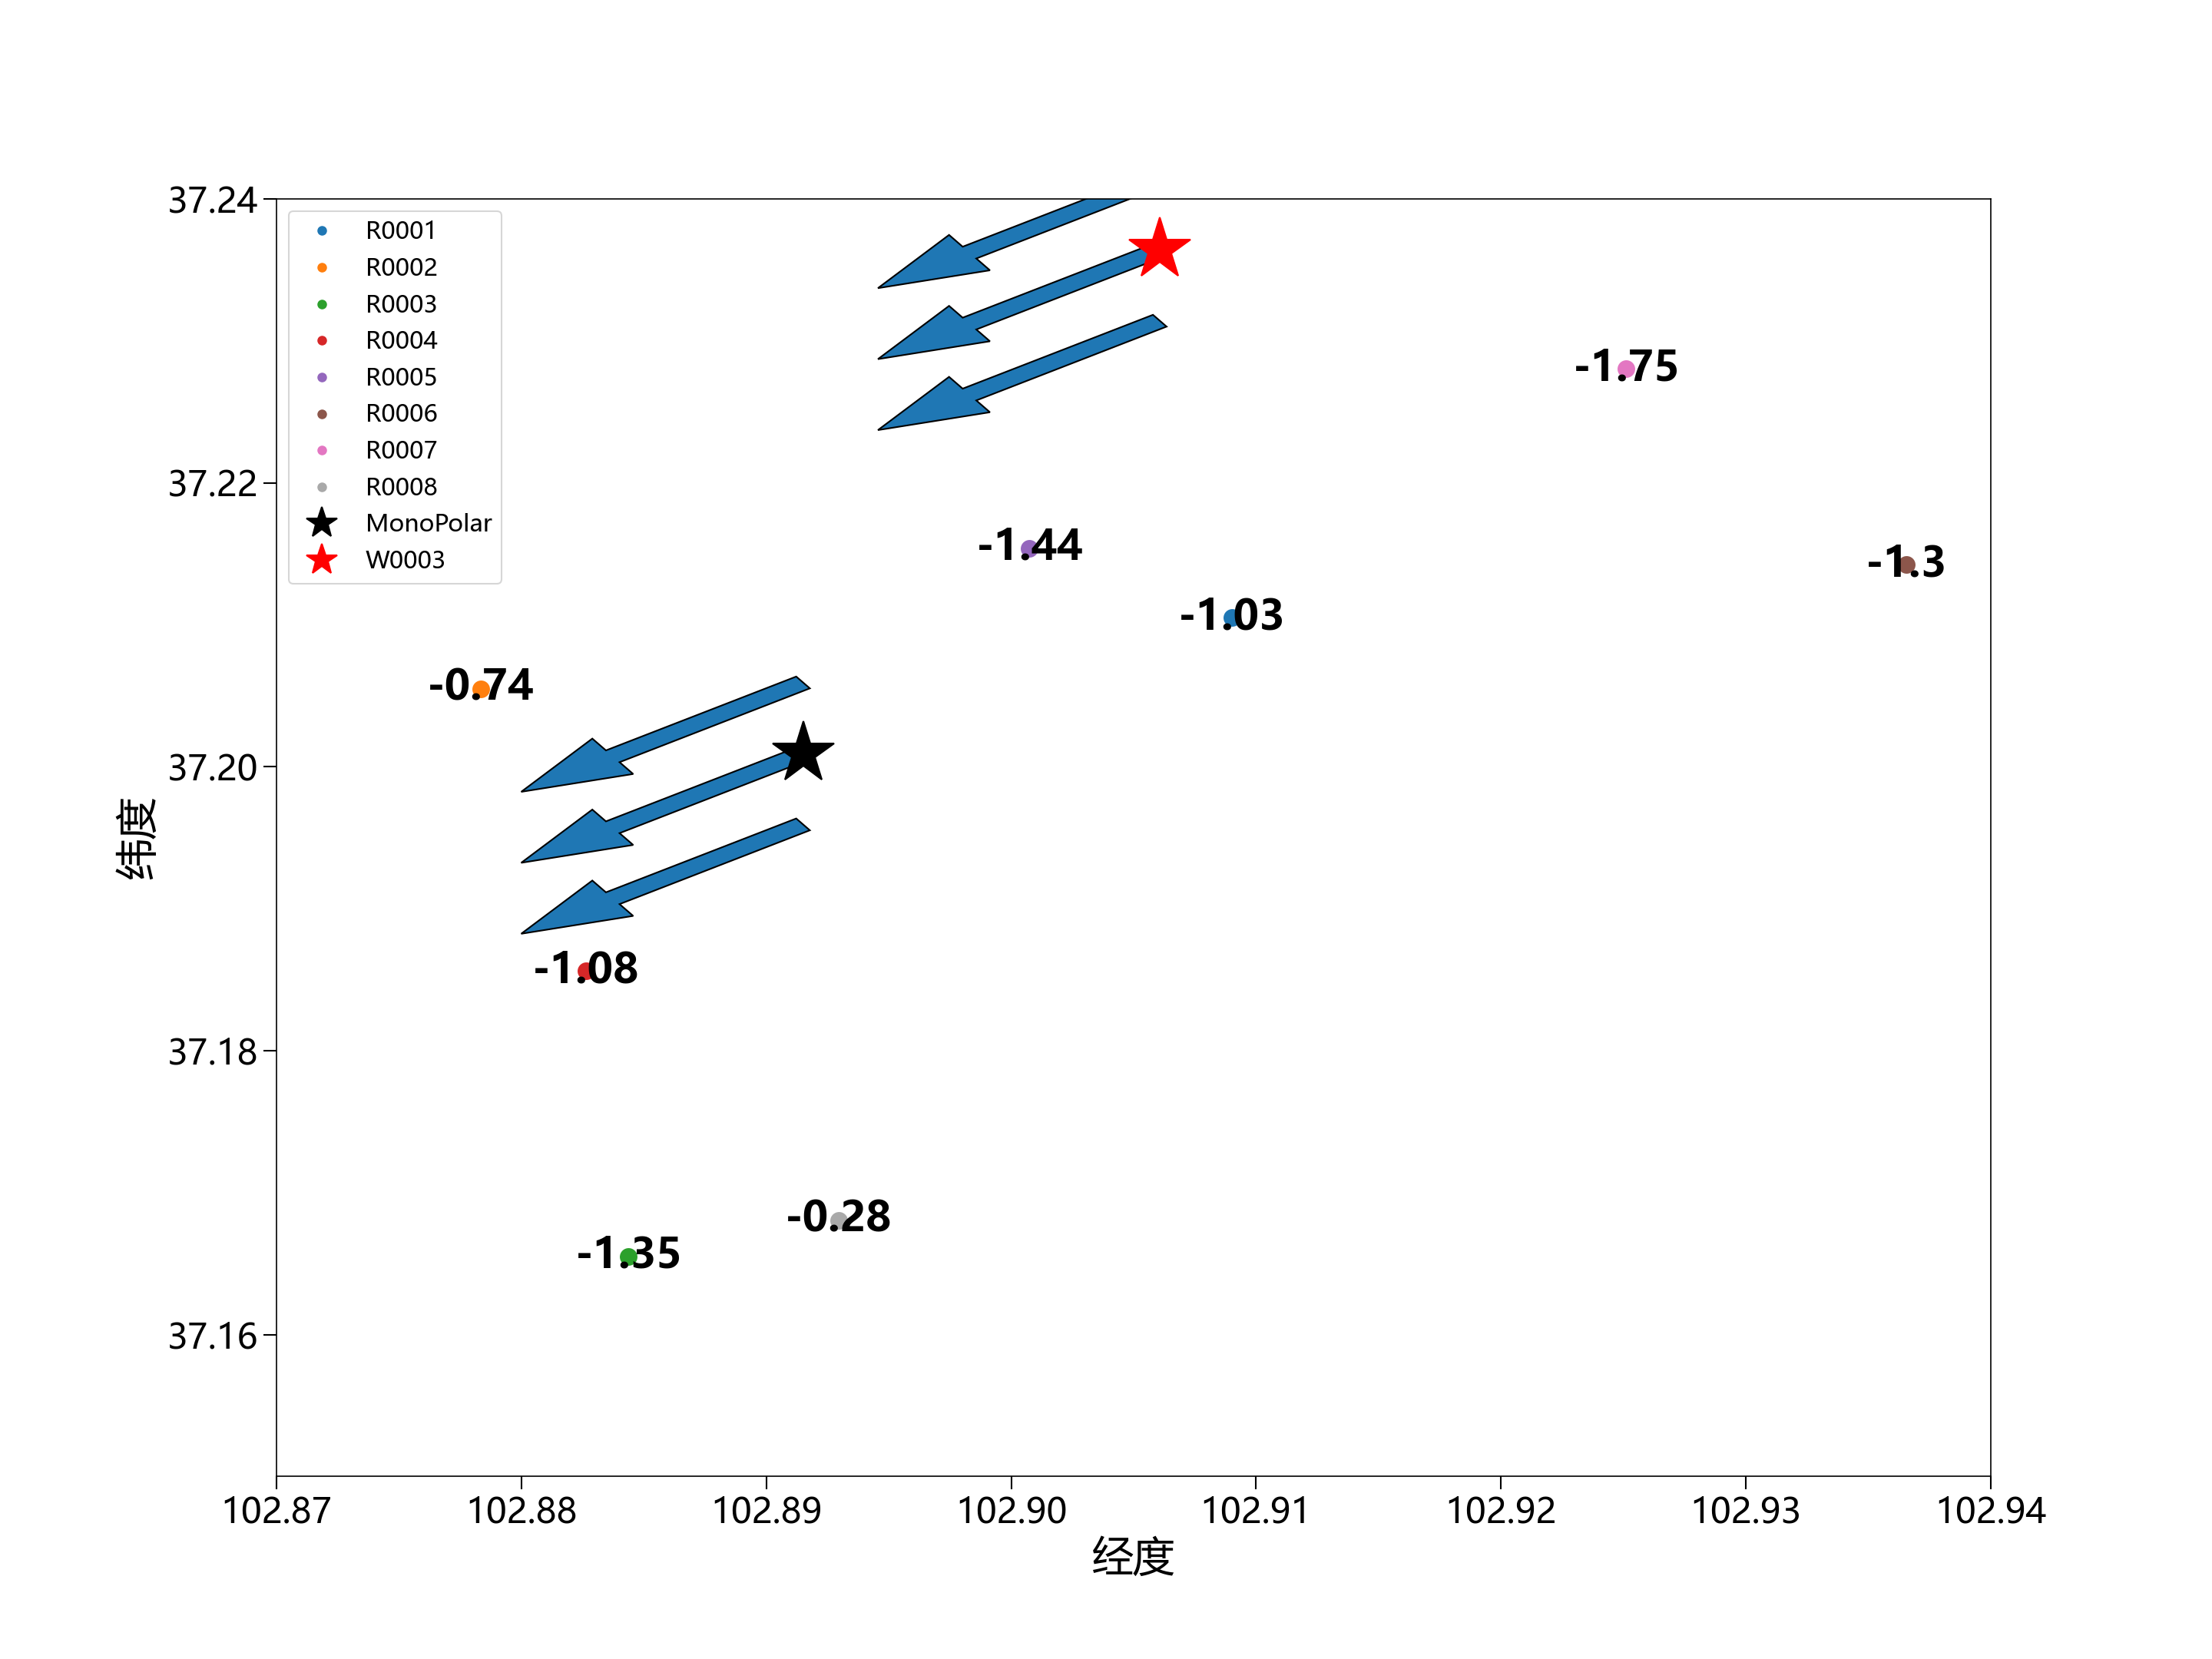 37.24
37.22
37.20
37.18
37.16
纬度
R0001
R0002
R0003
R0004
R0005
R0006
R0007
R0008
MonoPolar
W0003
-1.75
-1.44
-1.3
-1.03
-0.74
-1.08
-0.28
-1.35
102.87 102.88 102.89 102.90 102.91 102.92 102.93 102.94
经度